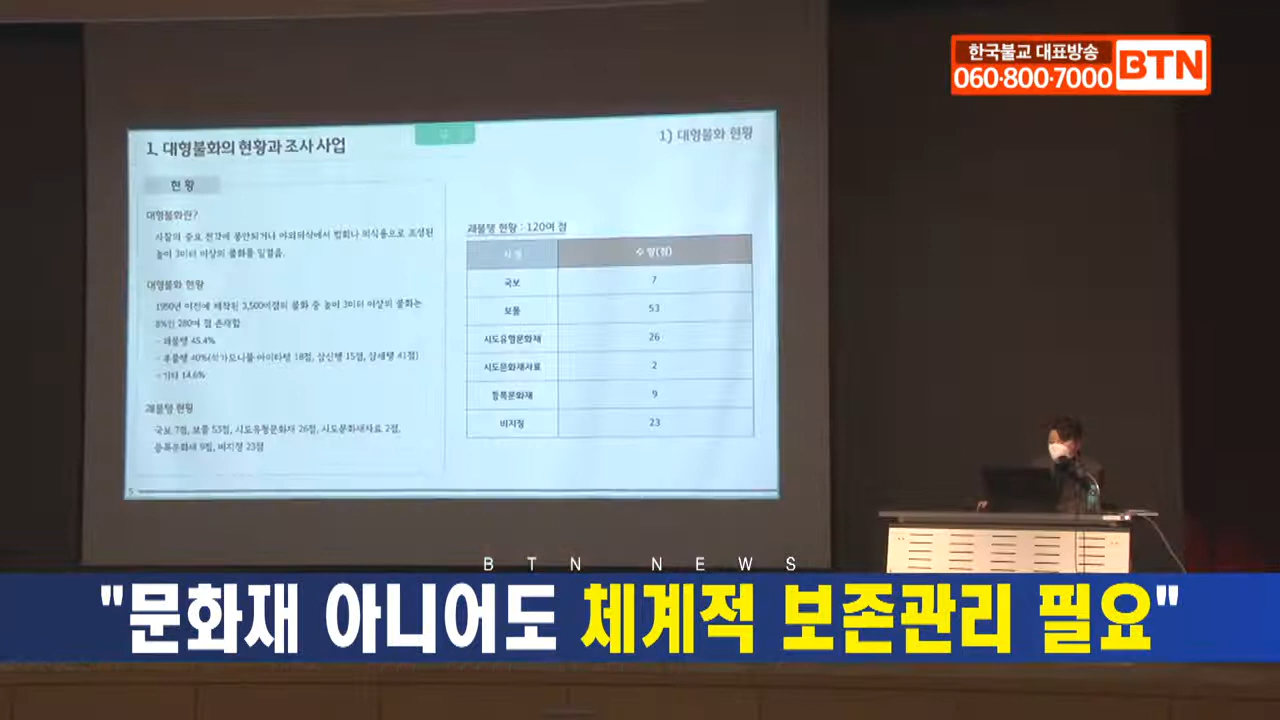 한국불교 대표방송
060·800·7000
BTN
1. 대형불화의 현황과 조사 사업
1) 대형불화 현황
현 황
대형불화란?
사찰의 중요 전각에 봉안되거나 야외의식에서 법회나 의식용으로 조성된
높이 3미터 이상의 불화를 일컬음.
대형불화 현황
1950년 이전에 제작된 3,500여점의 불화 중 높이 3미터 이상의 불화는
8%인 280여 점 존재함
- 괘불탱 45.4%
- 후불탱 40%(석가모니불·아미타탱 18점, 삼신탱 15점, 삼세탱 41점)
- 기타 14.6%
괘불탱 현황
국보 7점, 보물 53점, 시도유형문화재 26점, 시도문화재자료 2점,
등록문화재 9점, 비지정 23점
괘불탱 현황 : 120여 점
수 량(점)
국보 7
보물 53
시도유형문화재 26
시도문화재자료 2
등록문화재 9
비지정 23
5
BTN NEWS
"문화재 아니어도 체계적 보존관리 필요"